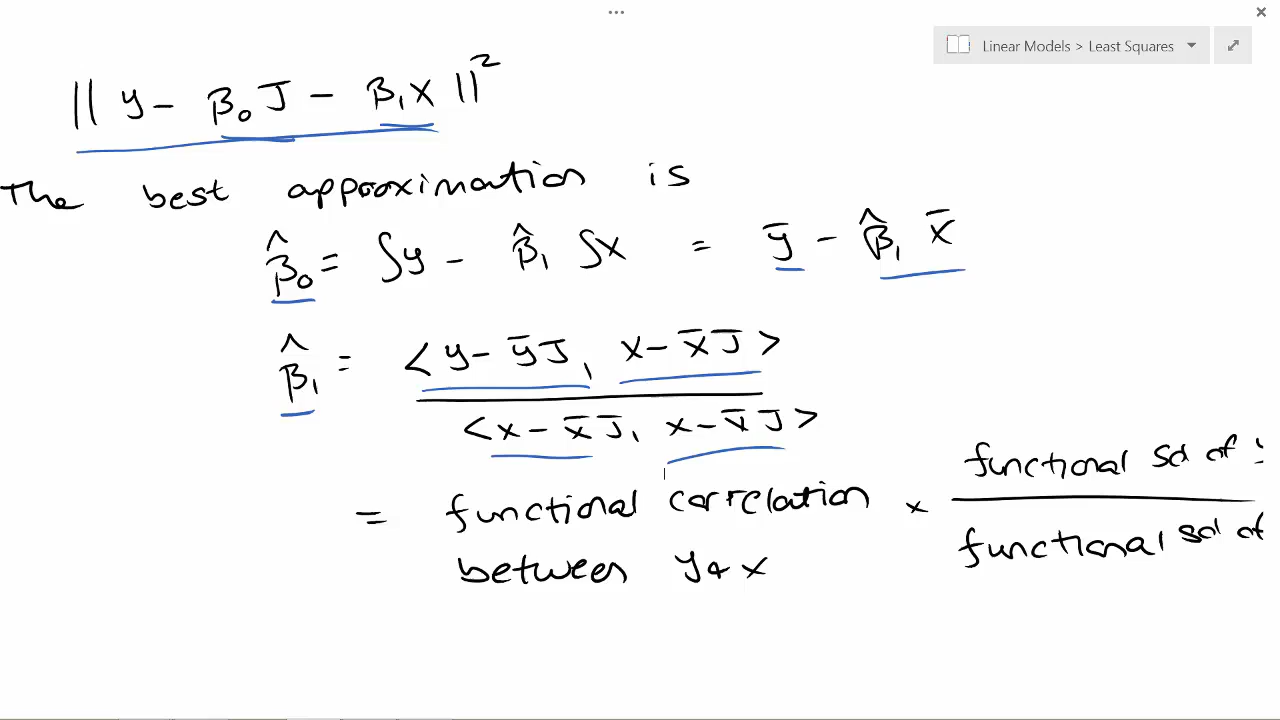 Linear Models > Least Squares
|| y - β₀J - β₁x ||²
The best approximation is
β̂₀ = ∫y - β̂₁ ∫x = ȳ - β̂₁ x̄
β̂₁ = <y - ȳJ, x - x̄J>
<x - x̄J, x - x̄J>
= functional correlation × functional sd of
between y & x functional sd of